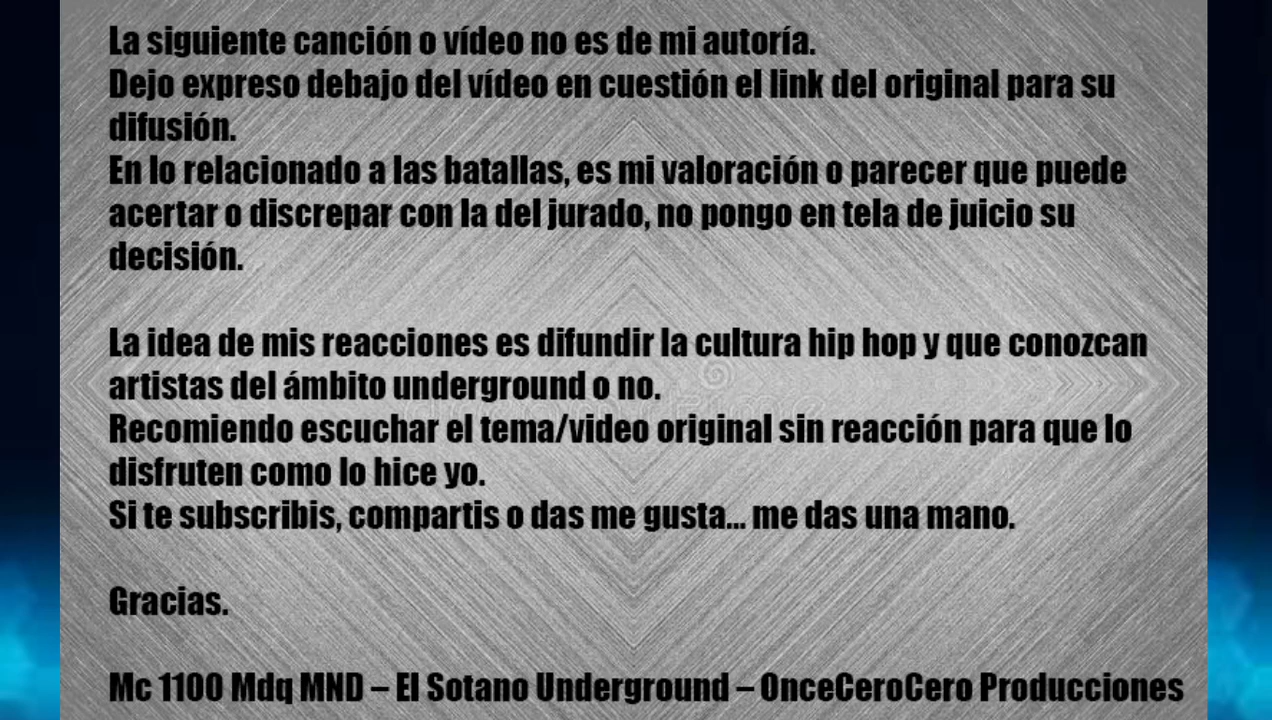 La siguiente canción o vídeo no es de mi autoría.
Dejo expreso debajo del vídeo en cuestión el link del original para su
difusión.
En lo relacionado a las batallas, es mi valoración o parecer que puede
acertar o discrepar con la del jurado, no pongo en tela de juicio su
decisión.
La idea de mis reacciones es difundir la cultura hip hop y que conozcan
artistas del ámbito underground o no.
Recomiendo escuchar el tema/video original sin reacción para que lo
disfruten como lo hice yo.
Si te subscribis, compartis o das me gusta... me das una mano.
Gracias.
Mc 1100 Mdq MND – El Sotano Underground – OnceCeroCero Producciones